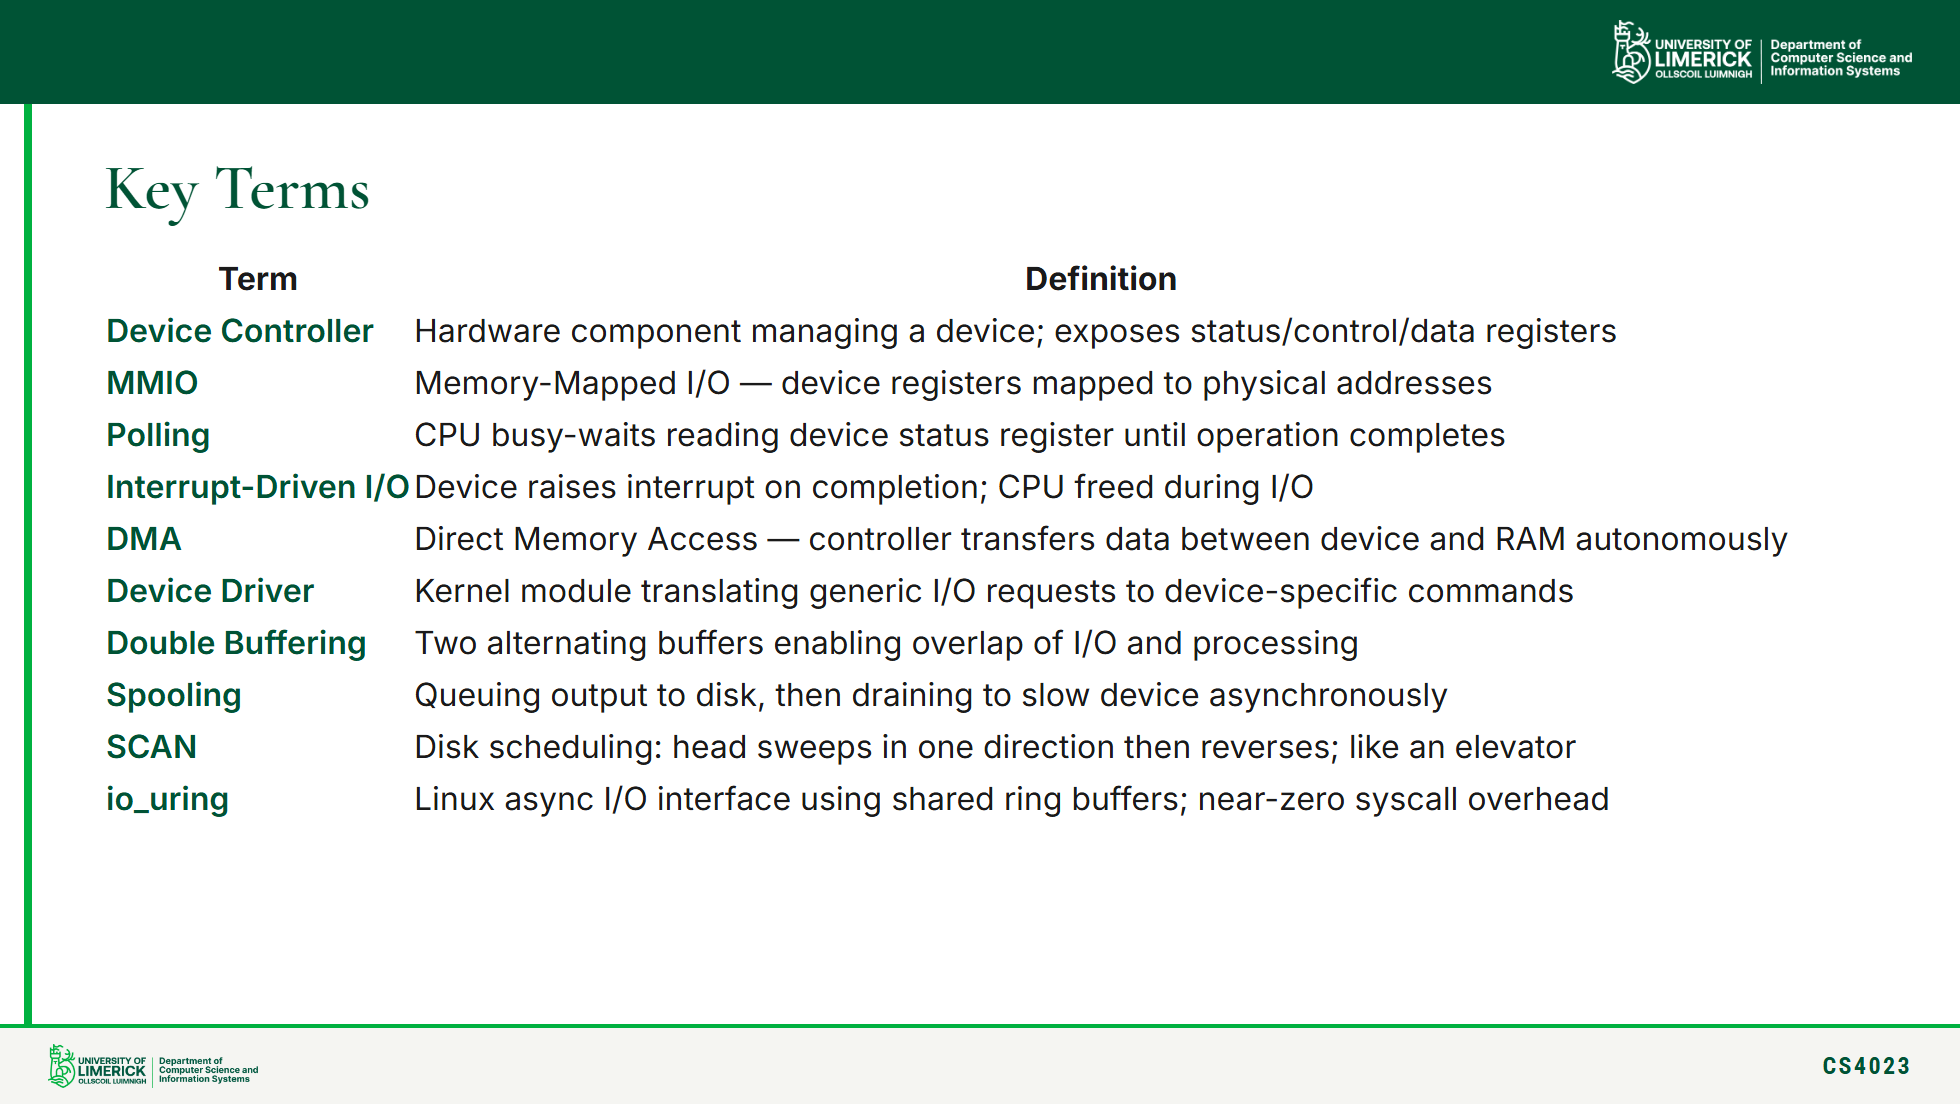 UNIVERSITY OF
LIMERICK
OLLSCOIL LUIMNIGH
Department of
Computer Science and
Information Systems
Key Terms
Term Definition
Device Controller Hardware component managing a device; exposes status/control/data registers
MMIO Memory-Mapped I/O — device registers mapped to physical addresses
Polling CPU busy-waits reading device status register until operation completes
Interrupt-Driven I/O Device raises interrupt on completion; CPU freed during I/O
DMA Direct Memory Access — controller transfers data between device and RAM autonomously
Device Driver Kernel module translating generic I/O requests to device-specific commands
Double Buffering Two alternating buffers enabling overlap of I/O and processing
Spooling Queuing output to disk, then draining to slow device asynchronously
SCAN Disk scheduling: head sweeps in one direction then reverses; like an elevator
io_uring Linux async I/O interface using shared ring buffers; near-zero syscall overhead
UNIVERSITY OF
LIMERICK
OLLSCOIL LUIMNIGH
Department of
Computer Science and
Information Systems
CS4023